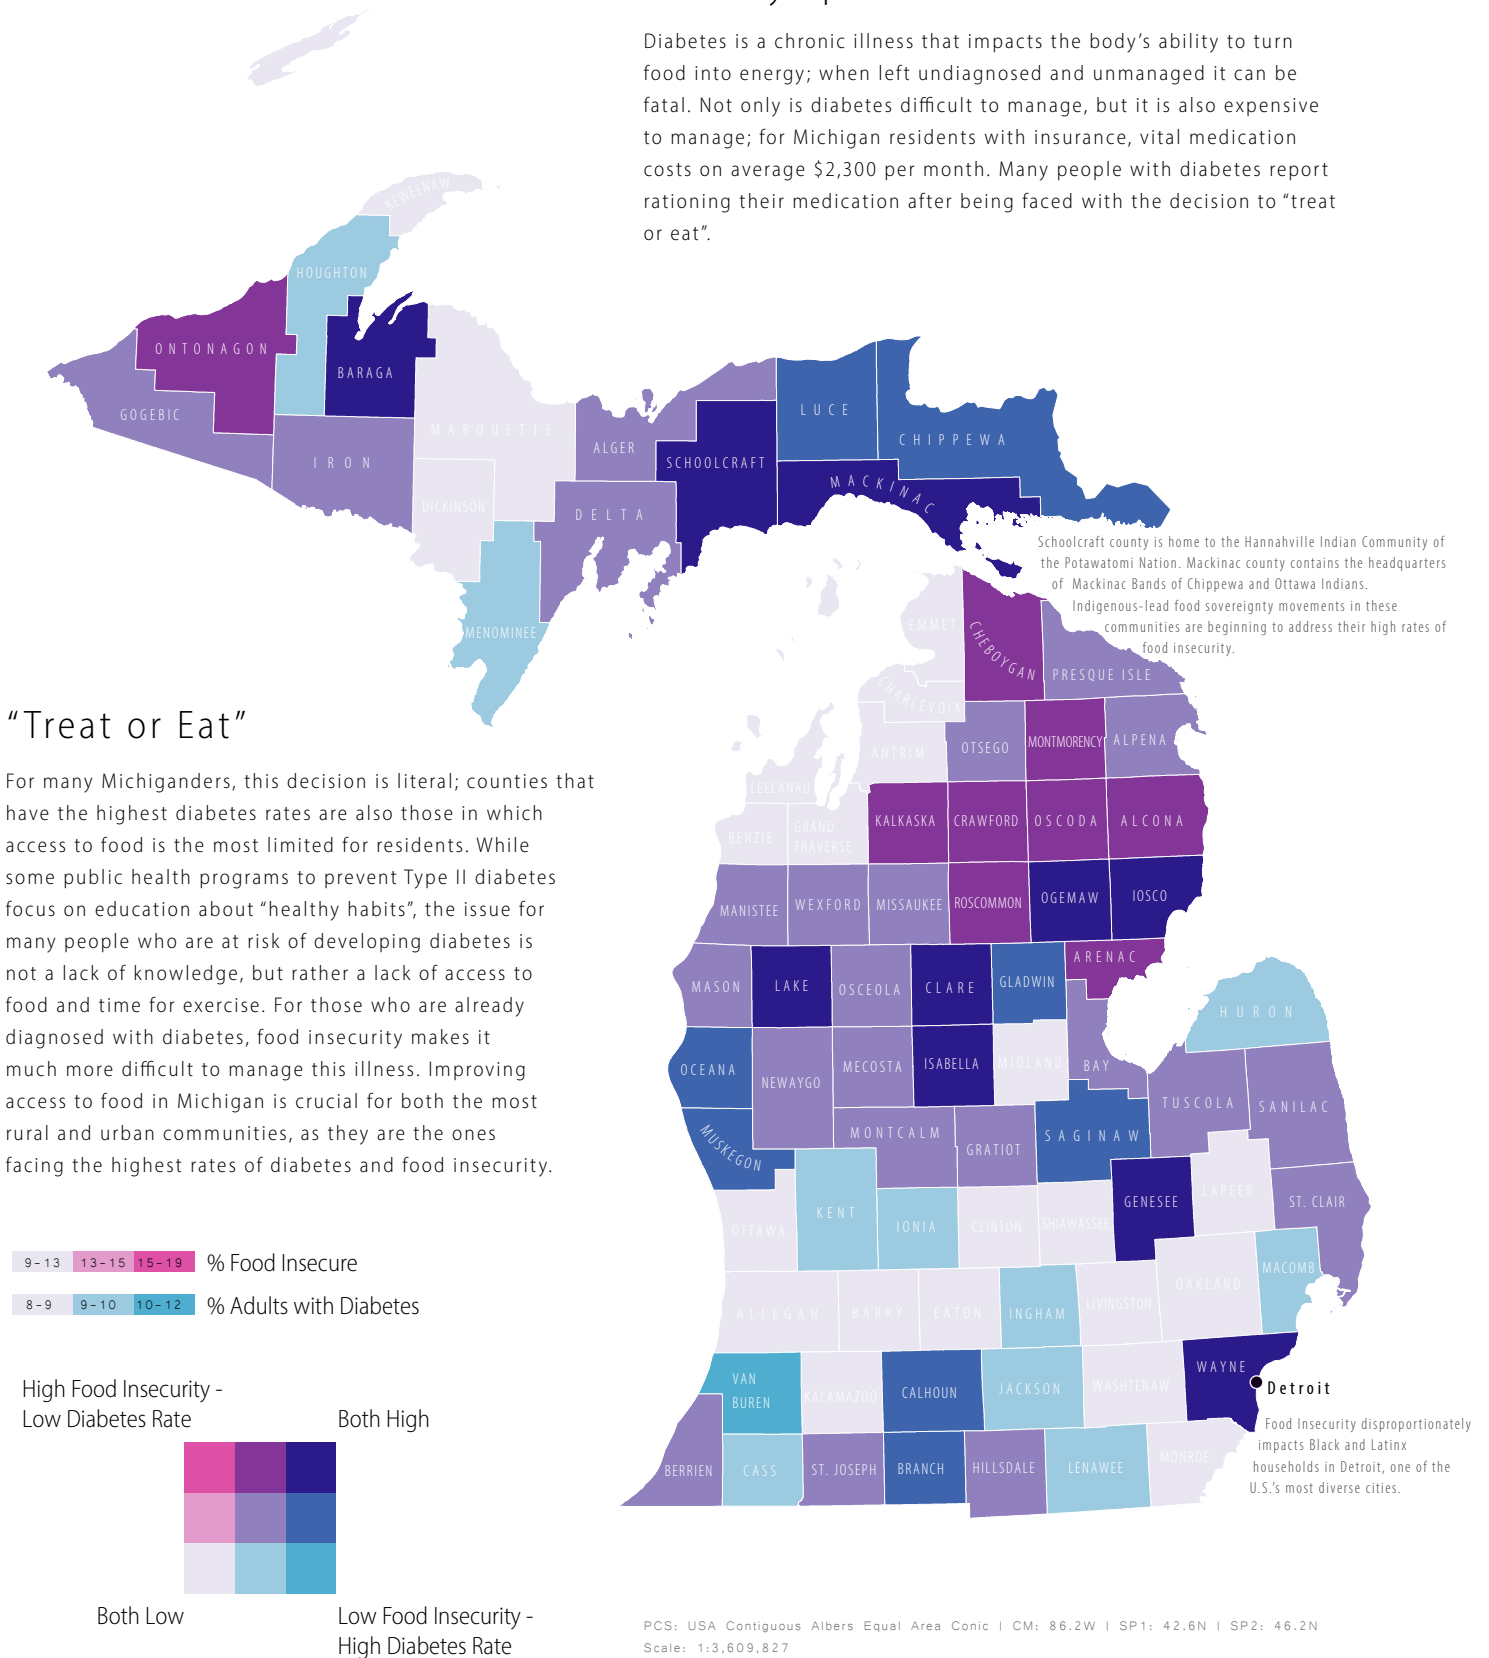 Diabetes is a chronic illness that impacts the body’s ability to turn
food into energy; when left undiagnosed and unmanaged it can be
fatal. Not only is diabetes difficult to manage, but it is also expensive
to manage; for Michigan residents with insurance, vital medication
costs on average $2,300 per month. Many people with diabetes report
rationing their medication after being faced with the decision to “treat
or eat”.
KEWEENAW
HOUGHTON
ONTONAGON
BARAGA
GOGEBIC
IRON
MARQUETTE
DICKINSON
MENOMINEE
ALGER
DELTA
SCHOOLCRAFT
LUCE
CHIPPEWA
MACKINAC
Schoolcraft county is home to the Hannahville Indian Community of
the Potawatomi Nation. Mackinac county contains the headquarters
of Mackinac Bands of Chippewa and Ottawa Indians.
Indigenous-lead food sovereignty movements in these
communities are beginning to address their high rates of
food insecurity.
EMMET
CHEBOYGAN
PRESQUE ISLE
CHARLEVOIX
ANTRIM
OTSEGO
MONTMORENCY
ALPENA
LEELANAU
BENZIE
GRAND
TRAVERSE
KALKASKA
CRAWFORD
OSCODA
ALCONA
MANISTEE
WEXFORD
MISSAUKEE
ROSCOMMON
OGEMAW
IOSCO
MASON
LAKE
OSCEOLA
CLARE
GLADWIN
ARENAC
HURON
OCEANA
NEWAYGO
MECOSTA
ISABELLA
MIDLAND
BAY
TUSCOLA
SANILAC
MUSKEGON
MONTCALM
GRATIOT
SAGINAW
OTTAWA
KENT
IONIA
CLINTON
SHIAWASSEE
GENESEE
LAPEER
ST. CLAIR
ALLEGAN
BARRY
EATON
INGHAM
LIVINGSTON
OAKLAND
MACOMB
VAN
BUREN
KALAMAZOO
CALHOUN
JACKSON
WASHTENAW
WAYNE
Detroit
BERRIEN
CASS
ST. JOSEPH
BRANCH
HILLSDALE
LENAWEE
MONROE
Food Insecurity disproportionately
impacts Black and Latinx
households in Detroit, one of the
U.S.’s most diverse cities.
“Treat or Eat”
For many Michiganders, this decision is literal; counties that
have the highest diabetes rates are also those in which
access to food is the most limited for residents. While
some public health programs to prevent Type II diabetes
focus on education about “healthy habits”, the issue for
many people who are at risk of developing diabetes is
not a lack of knowledge, but rather a lack of access to
food and time for exercise. For those who are already
diagnosed with diabetes, food insecurity makes it
much more difficult to manage this illness. Improving
access to food in Michigan is crucial for both the most
rural and urban communities, as they are the ones
facing the highest rates of diabetes and food insecurity.
9-13 13-15 15-19 % Food Insecure
8-9 9-10 10-12 % Adults with Diabetes
High Food Insecurity -
Low Diabetes Rate
Both High
Both Low
Low Food Insecurity -
High Diabetes Rate
PCS: USA Contiguous Albers Equal Area Conic | CM: 86.2W | SP1: 42.6N | SP2: 46.2N
Scale: 1:3,609,827